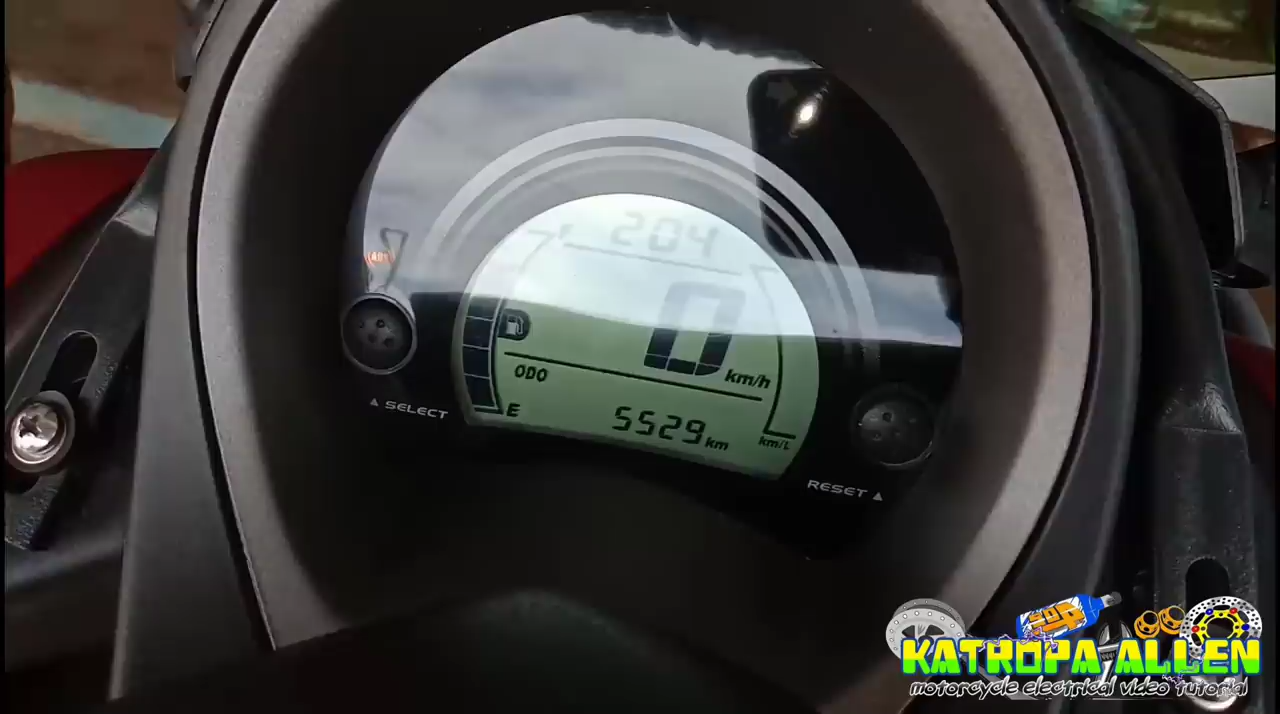 204
0 km/h
ODO
E
5529 km
km/L
▲ SELECT
RESET ▲
KATROPA ALLEN
motorcycle electrical video tutorial